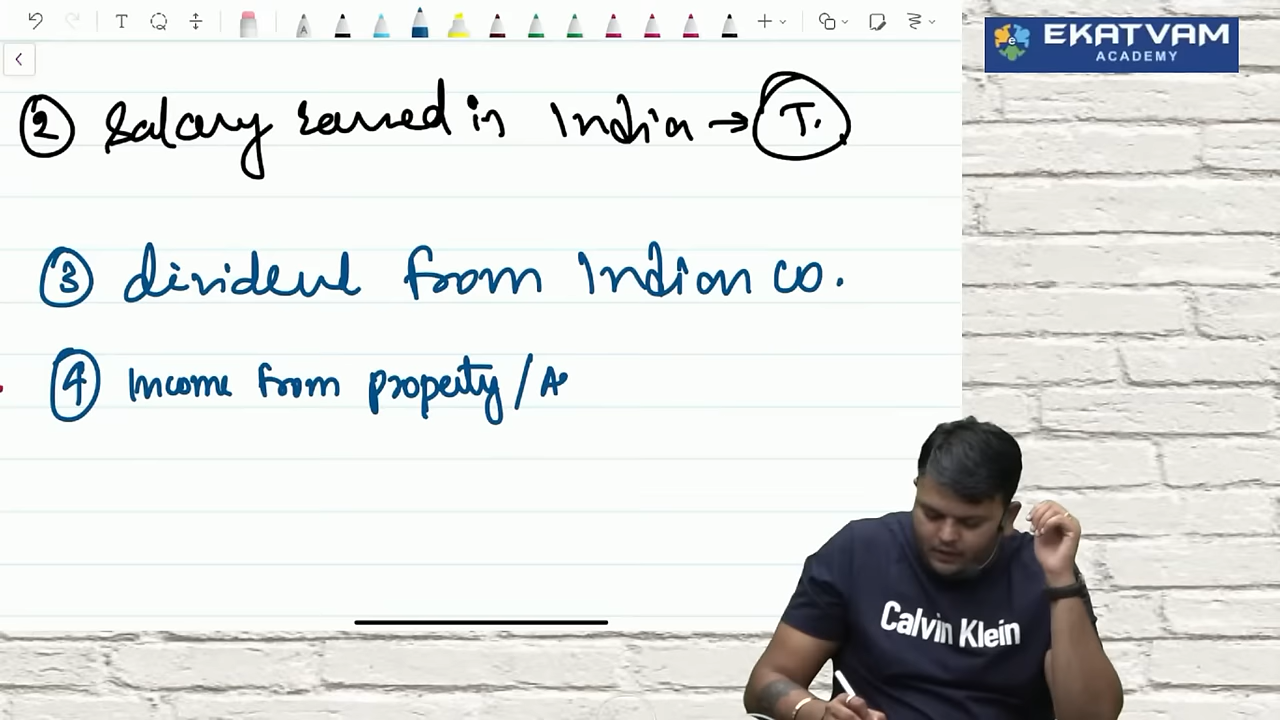 T
A
EKATVAM
ACADEMY
② Salary earned in India → T.
③ dividend from Indian co.
④ Income from property / A
Calvin Klein